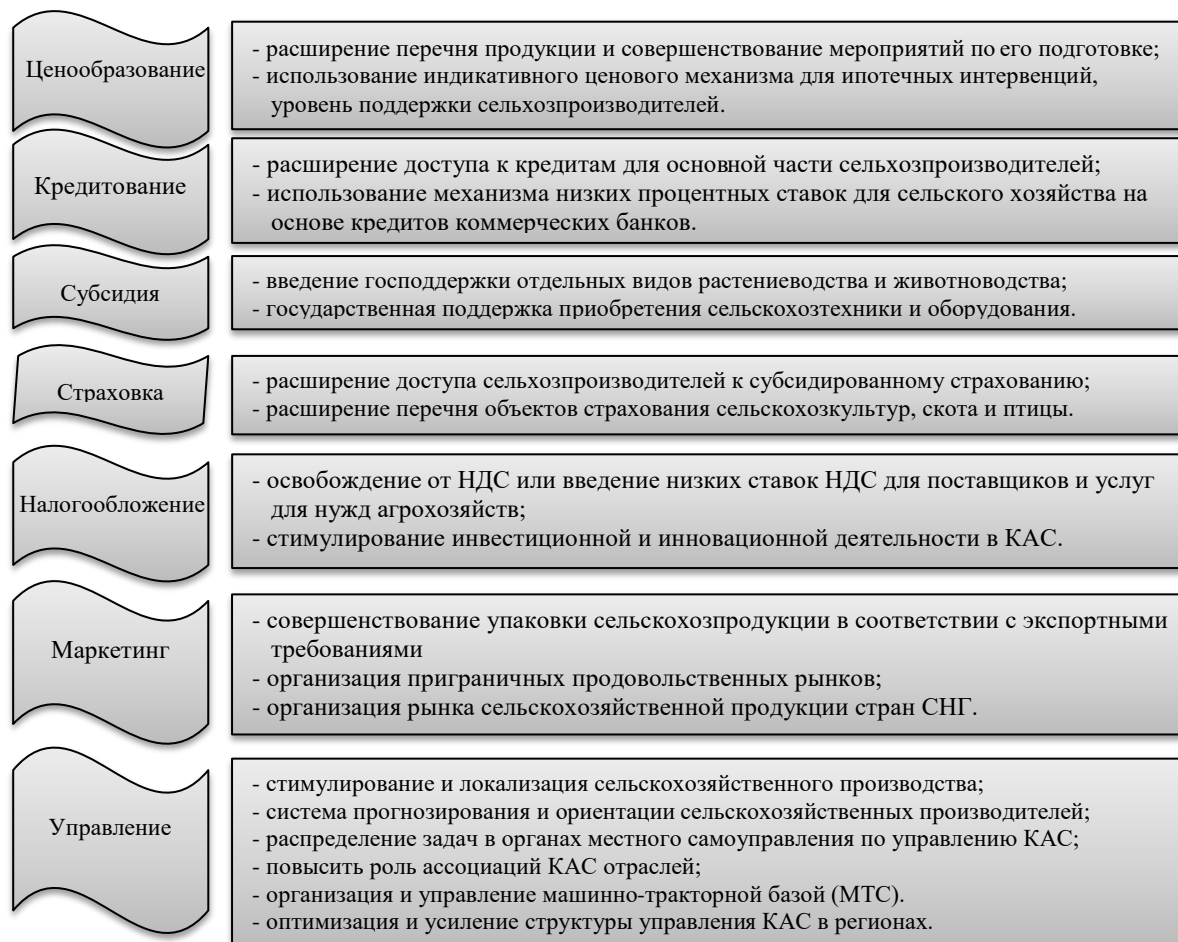 Ценообразование
- расширение перечня продукции и совершенствование мероприятий по его подготовке;
- использование индикативного ценового механизма для ипотечных интервенций,
уровень поддержки сельхозпроизводителей.
Кредитование
- расширение доступа к кредитам для основной части сельхозпроизводителей;
- использование механизма низких процентных ставок для сельского хозяйства на
основе кредитов коммерческих банков.
Субсидия
- введение господдержки отдельных видов растениеводства и животноводства;
- государственная поддержка приобретения сельскохозтехники и оборудования.
Страховка
- расширение доступа сельхозпроизводителей к субсидированному страхованию;
- расширение перечня объектов страхования сельскохозкультур, скота и птицы.
Налогообложение
- освобождение от НДС или введение низких ставок НДС для поставщиков и услуг
для нужд агрохозяйств;
- стимулирование инвестиционной и инновационной деятельности в КАС.
Маркетинг
- совершенствование упаковки сельскохозпродукции в соответствии с экспортными
требованиями
- организация приграничных продовольственных рынков;
- организация рынка сельскохозяйственной продукции стран СНГ.
Управление
- стимулирование и локализация сельскохозяйственного производства;
- система прогнозирования и ориентации сельскохозяйственных производителей;
- распределение задач в органах местного самоуправления по управлению КАС;
- повысить роль ассоциаций КАС отраслей;
- организация и управление машинно-тракторной базой (МТС).
- оптимизация и усиление структуры управления КАС в регионах.